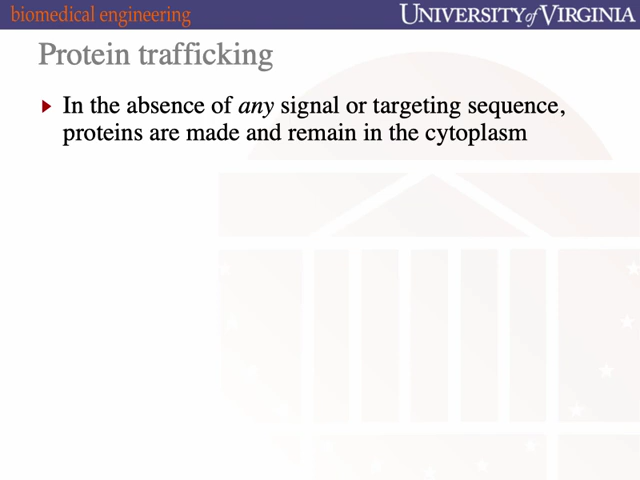 biomedical engineering
UNIVERSITY of VIRGINIA
Protein trafficking
In the absence of any signal or targeting sequence,
proteins are made and remain in the cytoplasm